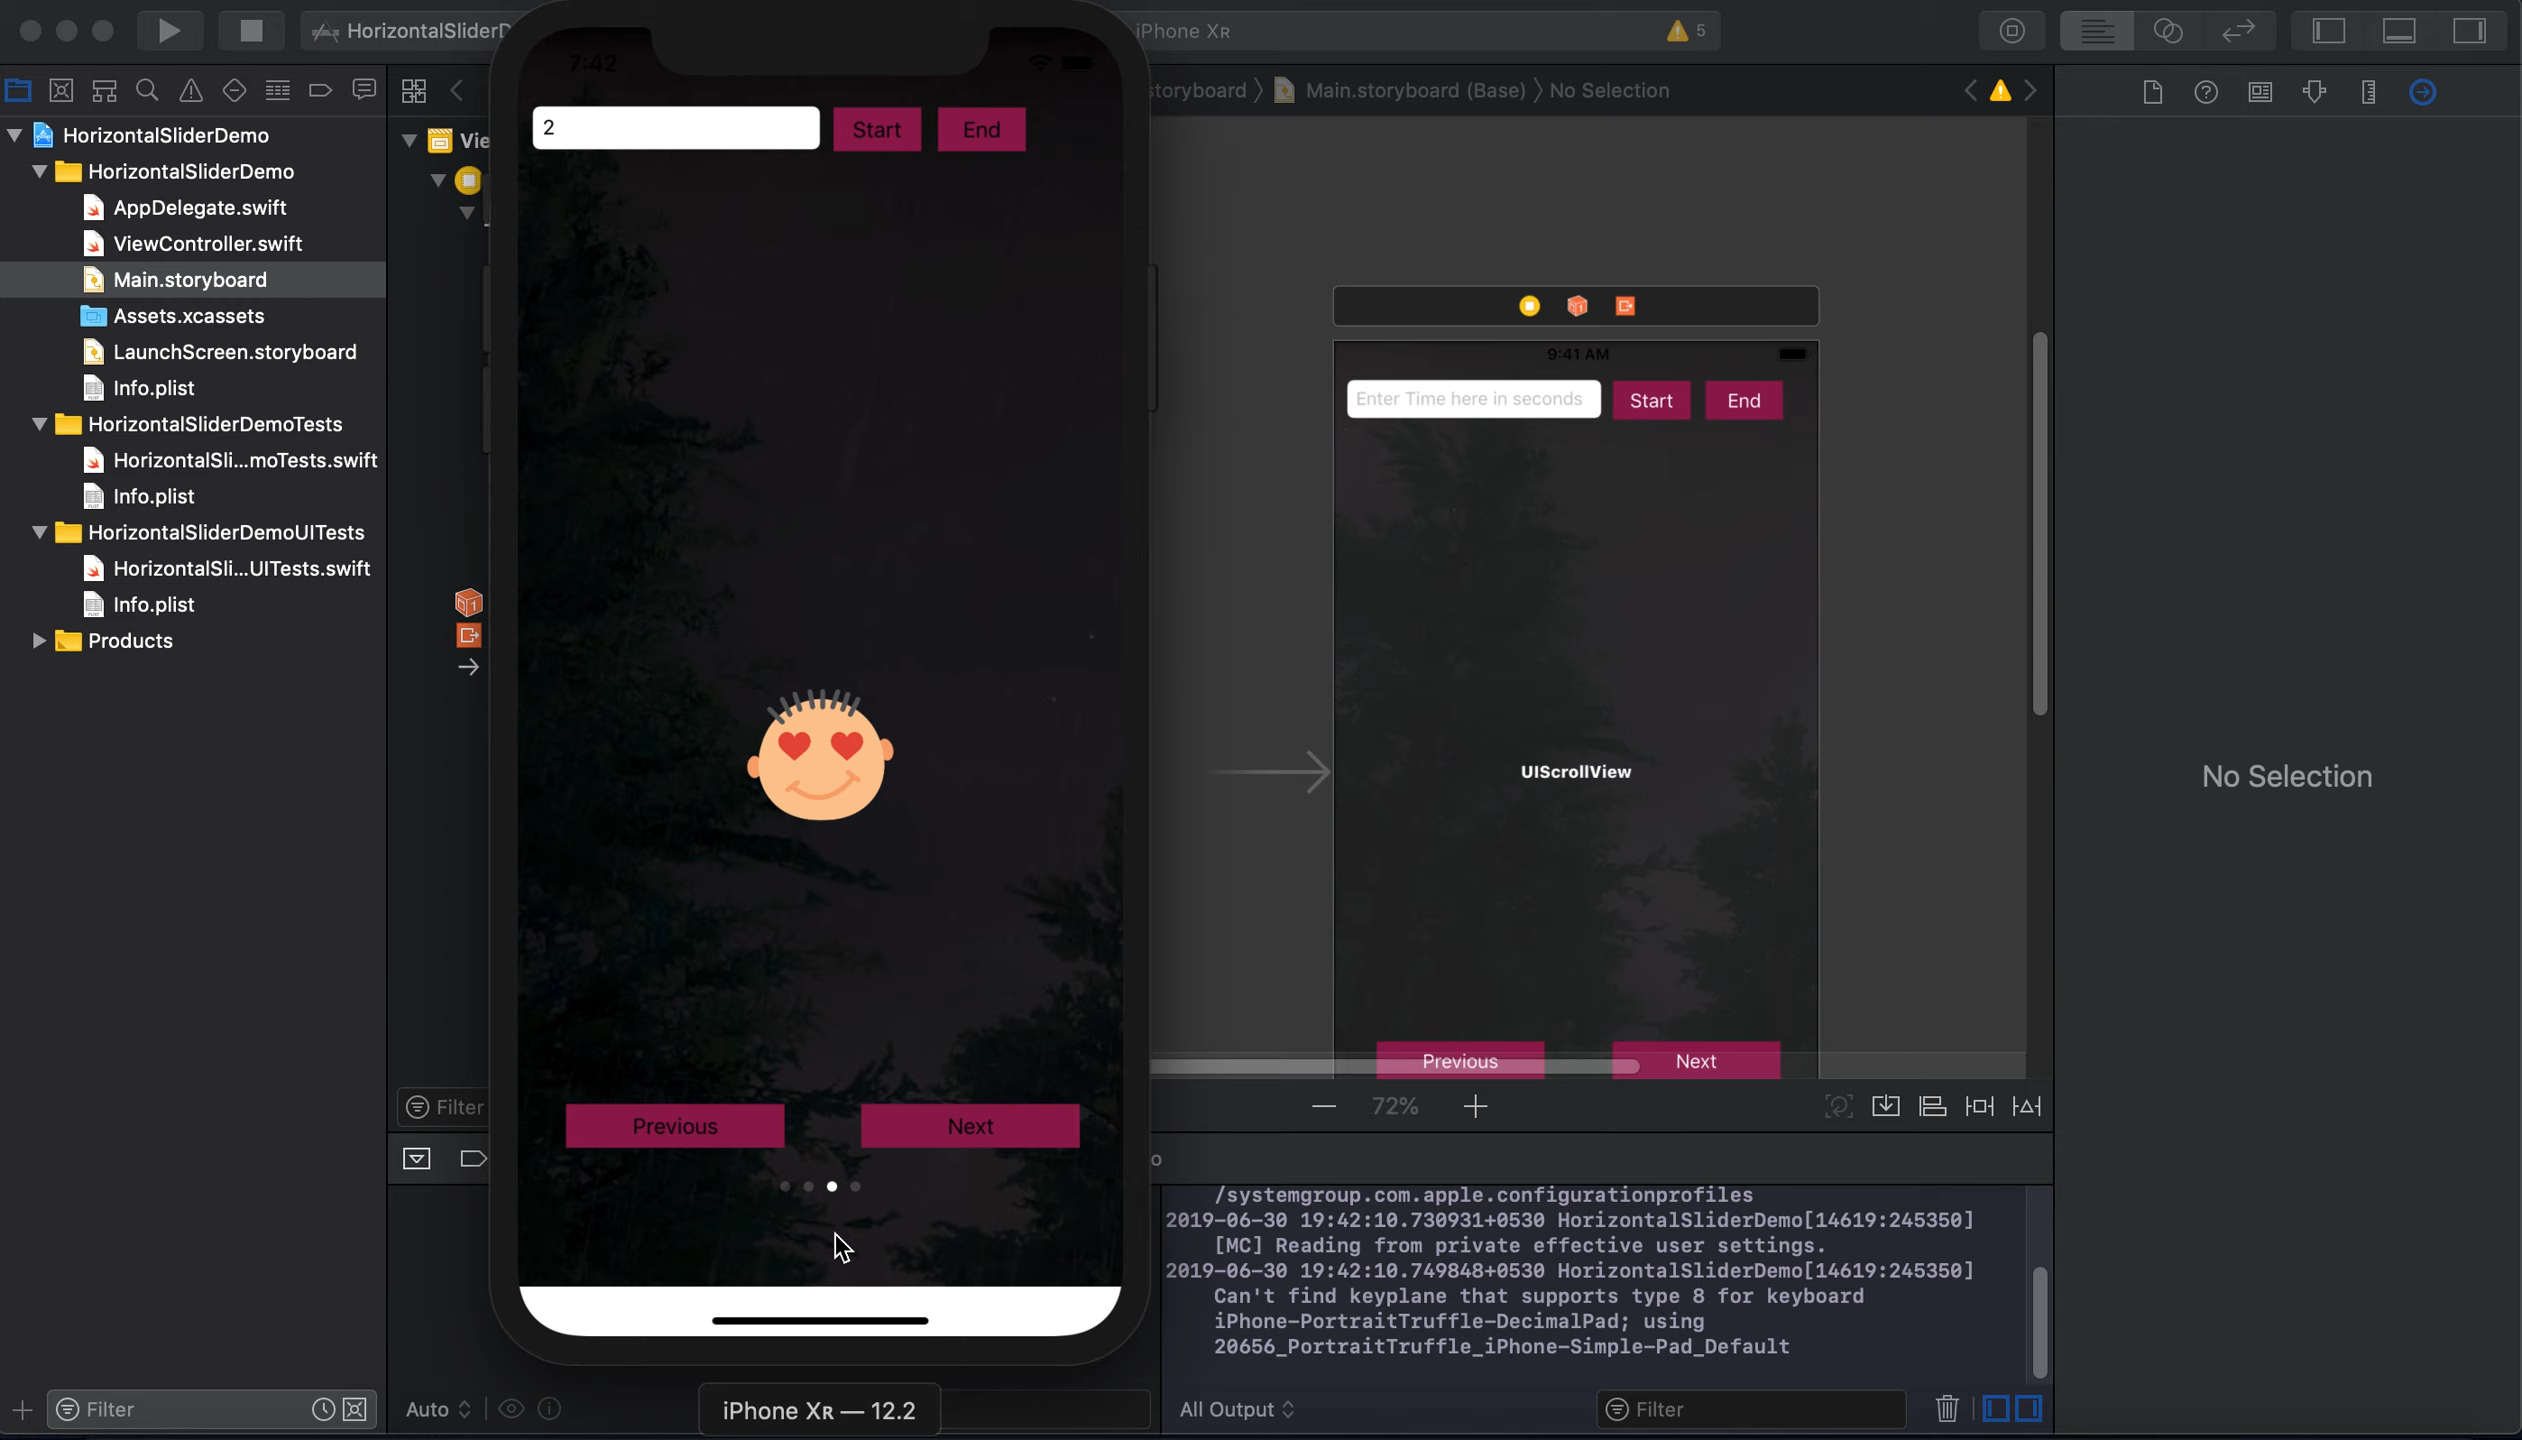 HorizontalSliderD
iPhone XR
5
storyboard
Main.storyboard (Base)
No Selection
HorizontalSliderDemo
HorizontalSliderDemo
AppDelegate.swift
ViewController.swift
Main.storyboard
Assets.xcassets
LaunchScreen.storyboard
Info.plist
HorizontalSliderDemoTests
HorizontalSli...moTests.swift
Info.plist
HorizontalSliderDemoUITests
HorizontalSli...UITests.swift
Info.plist
Products
Filter
Vie
Filter
7:42
2
Start
End
Previous
Next
iPhone XR — 12.2
9:41 AM
Enter Time here in seconds
Start
End
UIScrollView
Previous
Next
72%
o
/systemgroup.com.apple.configurationprofiles
2019-06-30 19:42:10.730931+0530 HorizontalSliderDemo[14619:245350]
[MC] Reading from private effective user settings.
2019-06-30 19:42:10.749848+0530 HorizontalSliderDemo[14619:245350]
Can't find keyplane that supports type 8 for keyboard
iPhone-PortraitTruffle-DecimalPad; using
20656_PortraitTruffle_iPhone-Simple-Pad_Default
Auto
All Output
Filter
No Selection